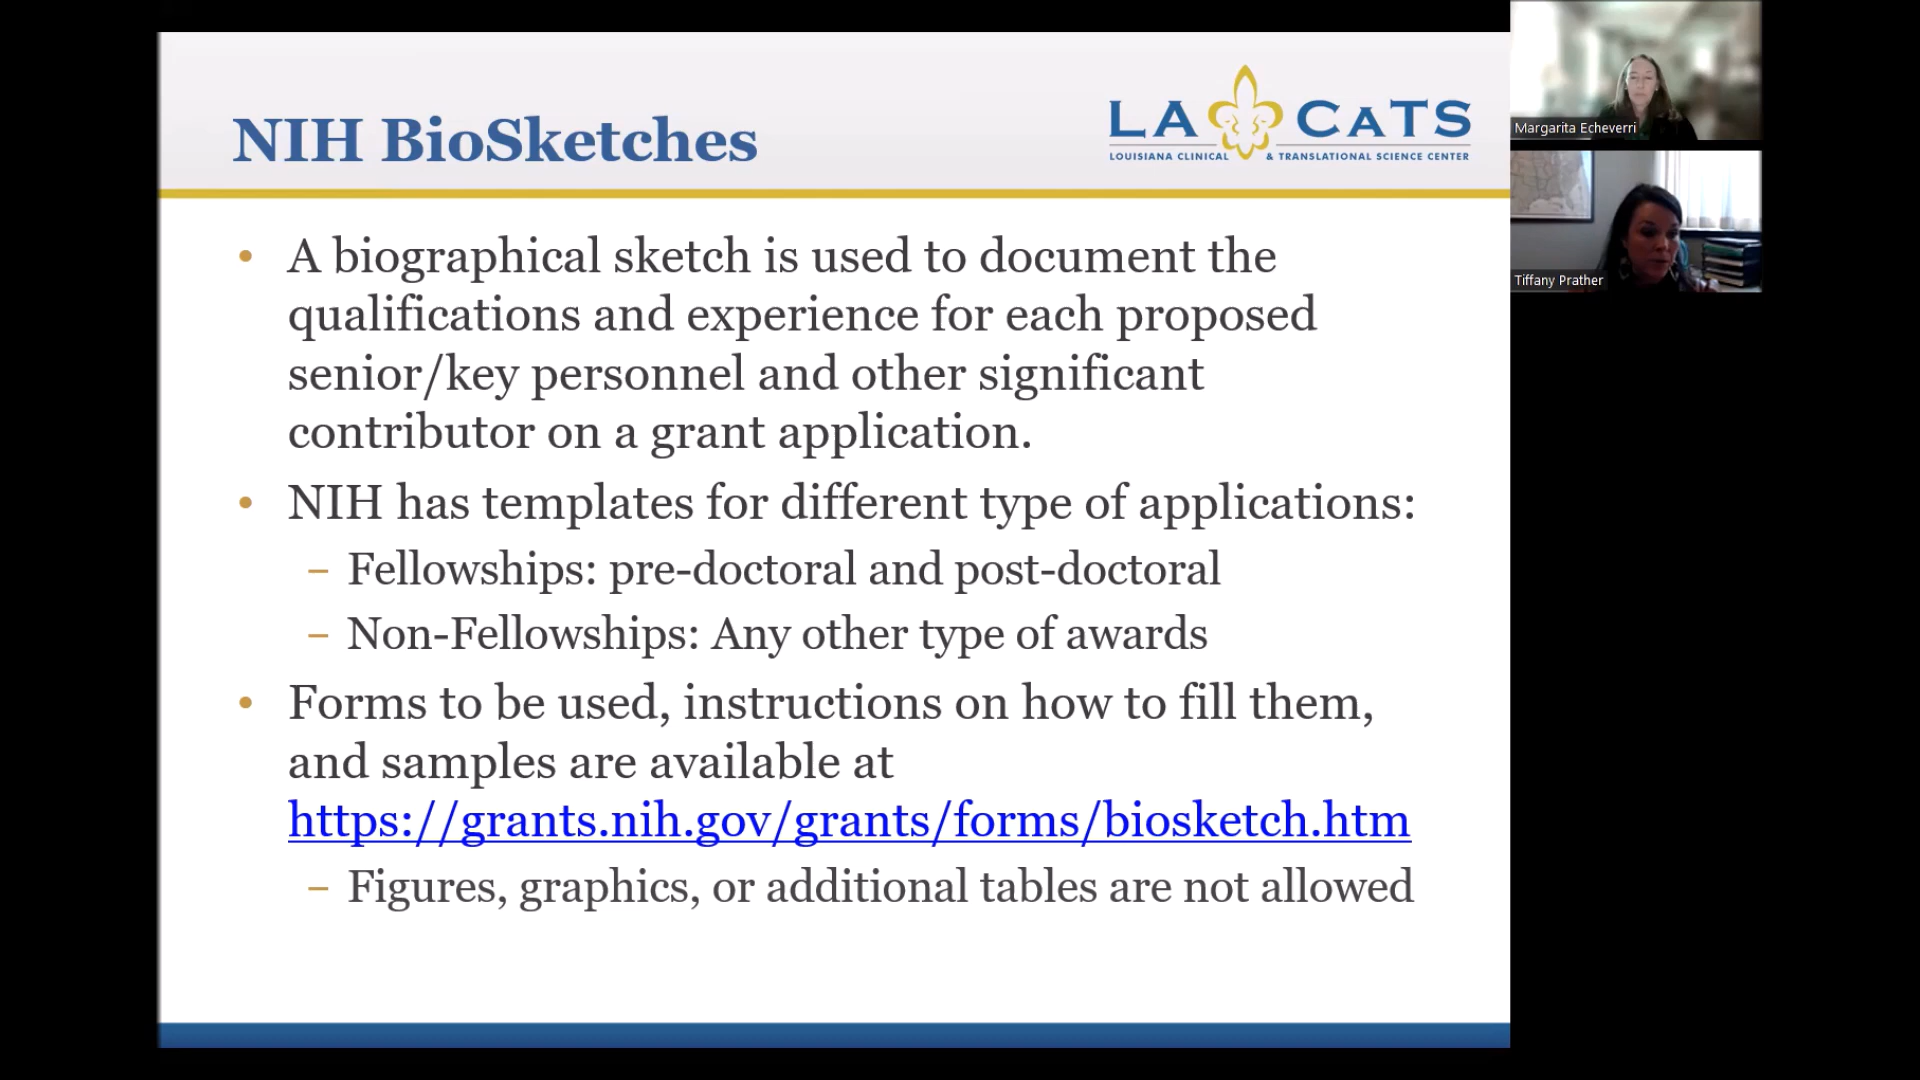 NIH BioSketches
LA CATS
LOUISIANA CLINICAL & TRANSLATIONAL SCIENCE CENTER
• A biographical sketch is used to document the
qualifications and experience for each proposed
senior/key personnel and other significant
contributor on a grant application.
• NIH has templates for different type of applications:
– Fellowships: pre-doctoral and post-doctoral
– Non-Fellowships: Any other type of awards
• Forms to be used, instructions on how to fill them,
and samples are available at
https://grants.nih.gov/grants/forms/biosketch.htm
– Figures, graphics, or additional tables are not allowed
Margarita Echeverri
Tiffany Prather